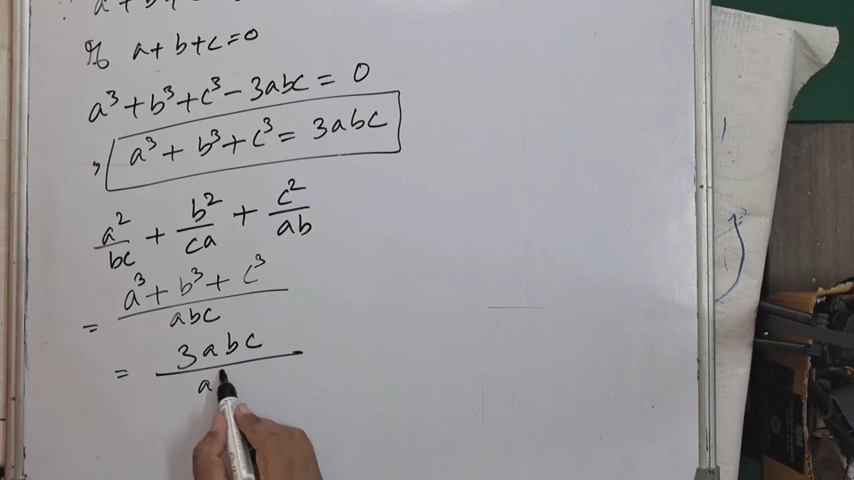 If a+b+c=0
a³+b³+c³-3abc = 0
, a³+b³+c³ = 3abc
a²/bc + b²/ca + c²/ab
= a³+b³+c³/abc
= 3abc/a